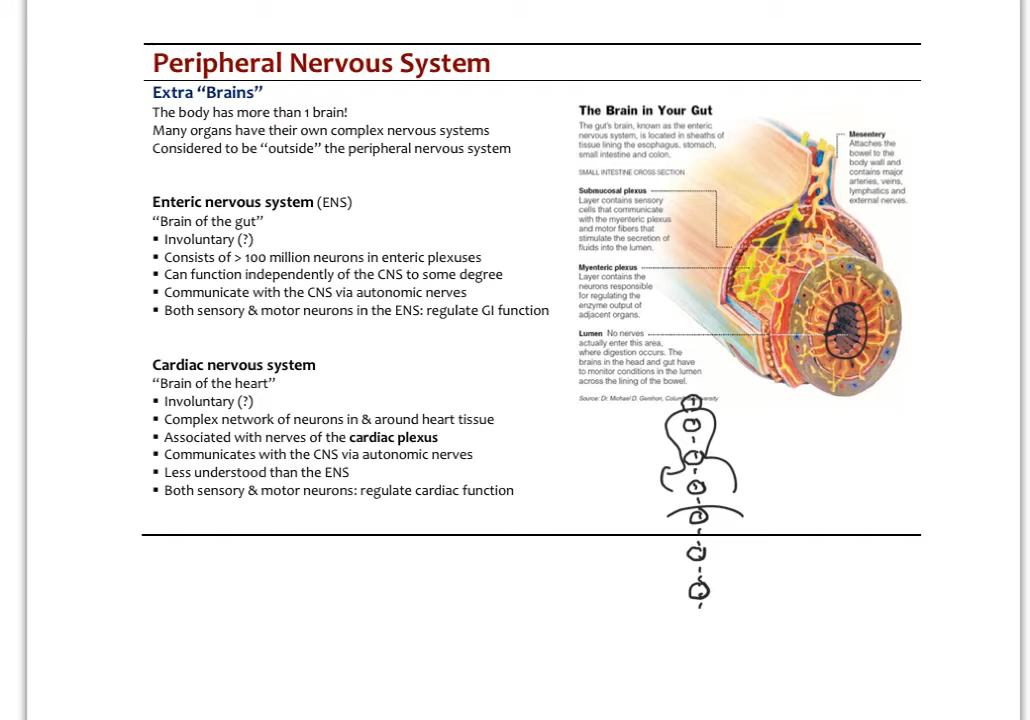 Peripheral Nervous System
Extra “Brains”
The body has more than 1 brain!
Many organs have their own complex nervous systems
Considered to be “outside” the peripheral nervous system
Enteric nervous system (ENS)
“Brain of the gut”
▪ Involuntary (?)
▪ Consists of > 100 million neurons in enteric plexuses
▪ Can function independently of the CNS to some degree
▪ Communicate with the CNS via autonomic nerves
▪ Both sensory & motor neurons in the ENS: regulate GI function
Cardiac nervous system
“Brain of the heart”
▪ Involuntary (?)
▪ Complex network of neurons in & around heart tissue
▪ Associated with nerves of the cardiac plexus
▪ Communicates with the CNS via autonomic nerves
▪ Less understood than the ENS
▪ Both sensory & motor neurons: regulate cardiac function
The Brain in Your Gut
The gut's brain, known as the enteric
nervous system, is located in sheaths of
tissue lining the esophagus, stomach,
small intestine and colon.
SMALL INTESTINE CROSS SECTION
Submucosal plexus
Layer contains sensory
cells that communicate
with the myenteric plexus
and motor fibers that
stimulate the secretion of
fluids into the lumen.
Myenteric plexus
Layer contains the
neurons responsible
for regulating the
enzyme output of
adjacent organs.
Lumen No nerves
actually enter this area,
where digestion occurs. The
brains in the head and gut have
to monitor conditions in the lumen
across the lining of the bowel.
Source: Dr. Michael D. Gershon,
Mesentery
Attaches the
bowel to the
body wall and
contains major
arteries, veins,
lymphatics and
external nerves.